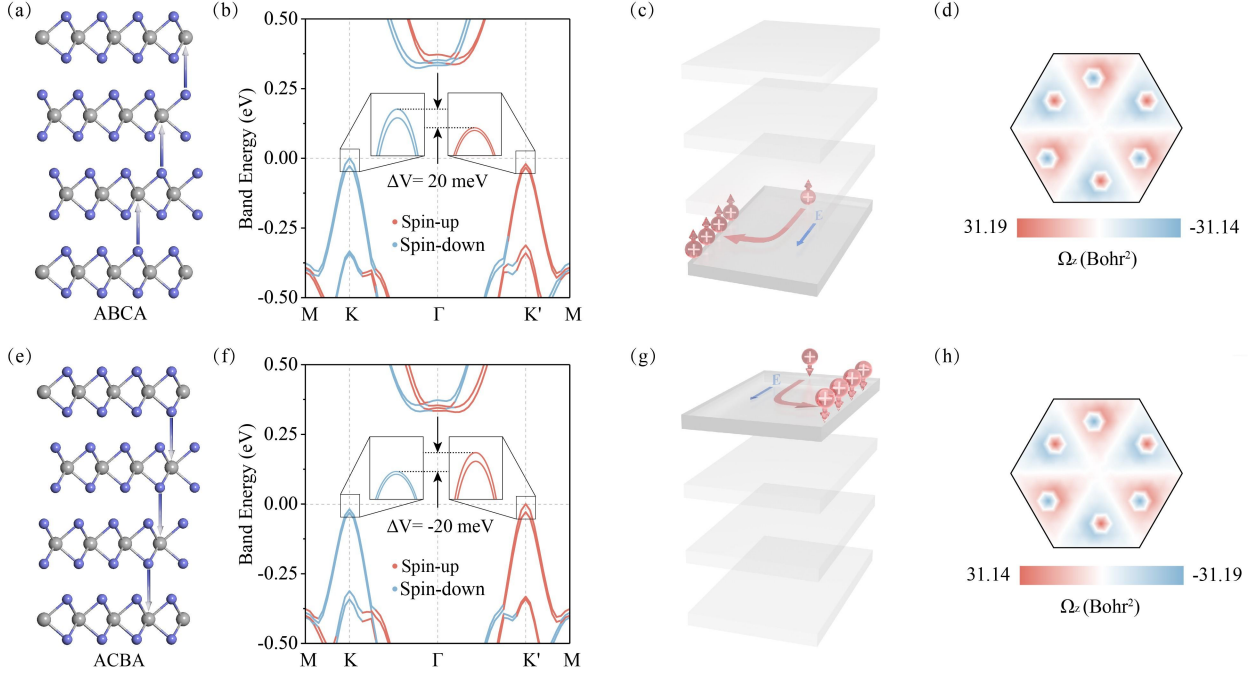 (a)
(b)
(c)
(d)
0.50
0.25
0.00
-0.25
-0.50
Band Energy (eV)
ΔV= 20 meV
Spin-up
Spin-down
M K Γ K' M
ABCA
E
31.19 -31.14
Ωz (Bohr²)
(e)
(f)
(g)
(h)
0.50
0.25
0.00
-0.25
-0.50
Band Energy (eV)
ΔV= -20 meV
Spin-up
Spin-down
M K Γ K' M
ACBA
E
31.14 -31.19
Ωz (Bohr²)